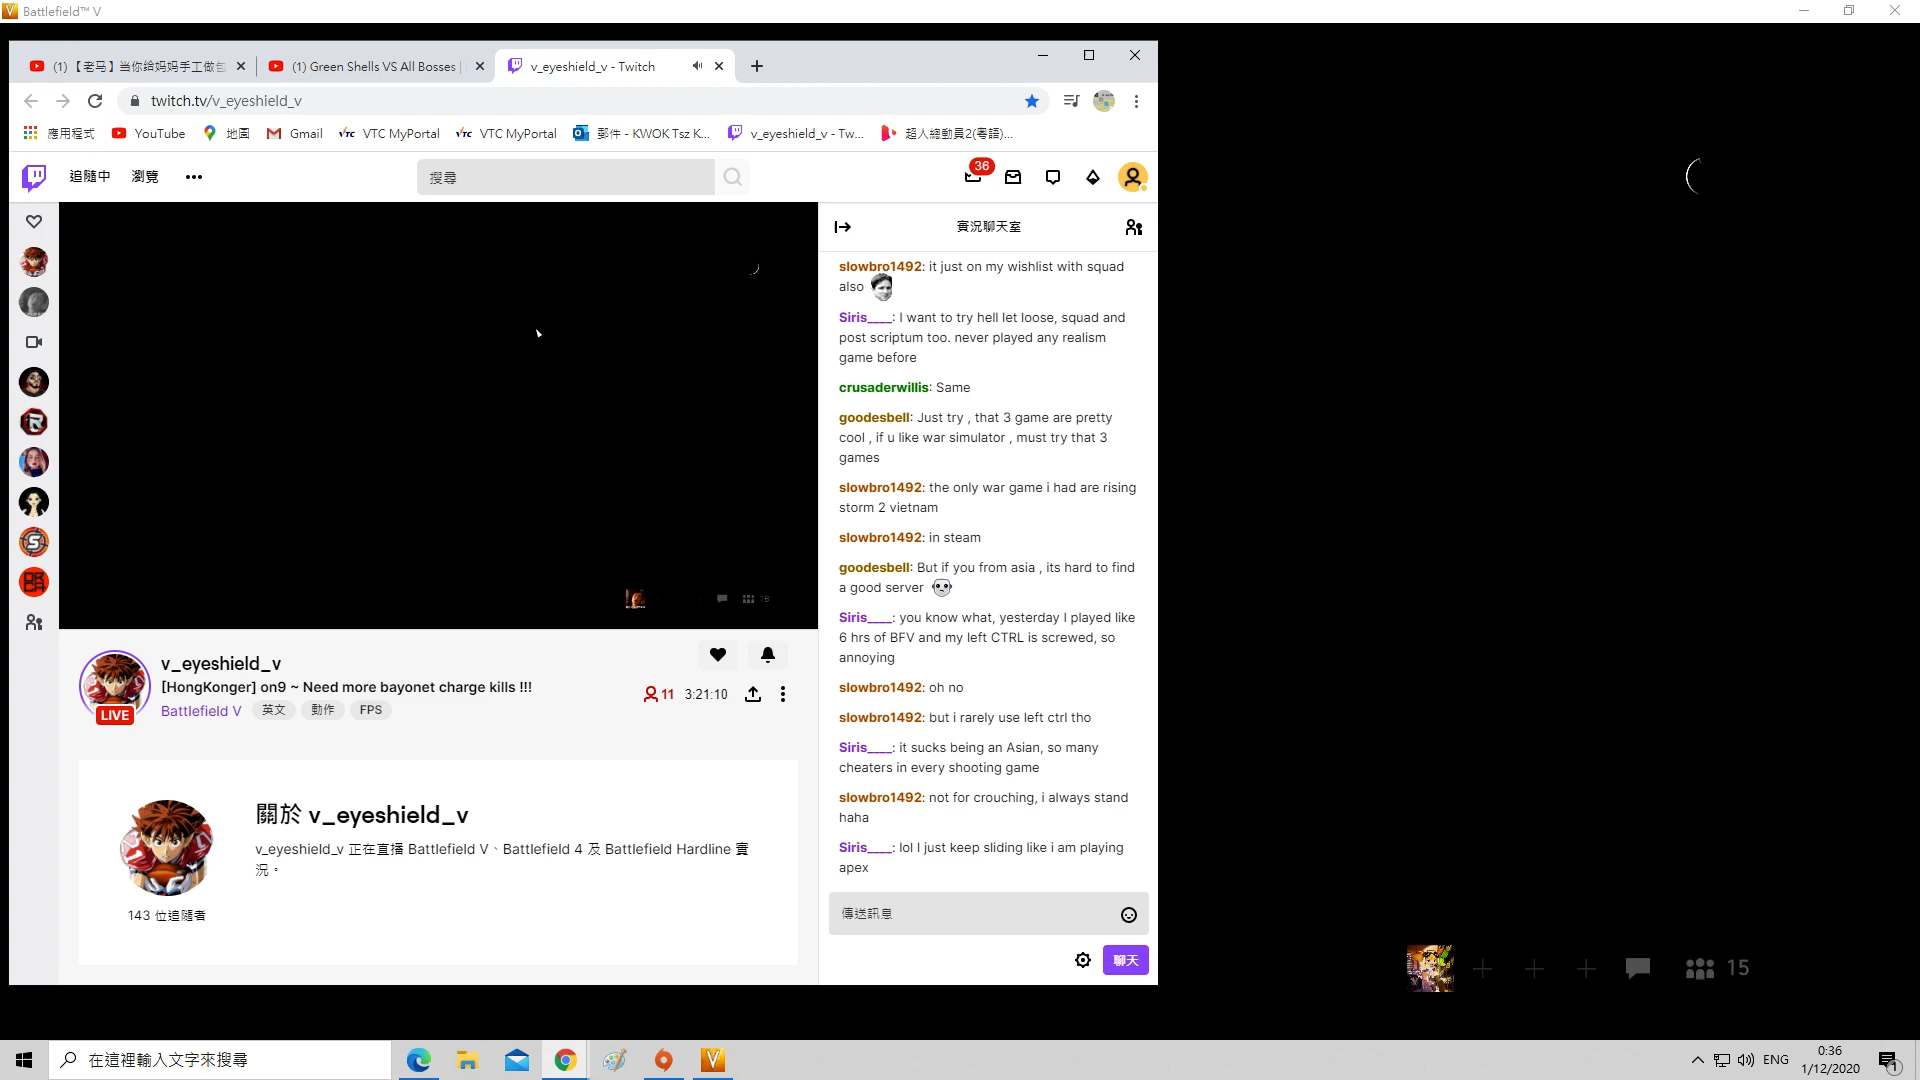 Battlefield™ V
(1)【老马】当你给妈妈手工做包
(1) Green Shells VS All Bosses |
v_eyeshield_v - Twitch
twitch.tv/v_eyeshield_v
應用程式
YouTube
地圖
Gmail
VTC MyPortal
VTC MyPortal
郵件 - KWOK Tsz K...
v_eyeshield_v - Tw...
超人總動員2(粵語)...
追隨中
瀏覽
搜尋
36
實況聊天室
slowbro1492: it just on my wishlist with squad
also
Siris____: I want to try hell let loose, squad and
post scriptum too. never played any realism
game before
crusaderwillis: Same
goodesbell: Just try , that 3 game are pretty
cool , if u like war simulator , must try that 3
games
slowbro1492: the only war game i had are rising
storm 2 vietnam
slowbro1492: in steam
goodesbell: But if you from asia , its hard to find
a good server
Siris____: you know what, yesterday I played like
6 hrs of BFV and my left CTRL is screwed, so
annoying
slowbro1492: oh no
slowbro1492: but i rarely use left ctrl tho
Siris____: it sucks being an Asian, so many
cheaters in every shooting game
slowbro1492: not for crouching, i always stand
haha
Siris____: lol I just keep sliding like i am playing
apex
傳送訊息
聊天
18
v_eyeshield_v
[HongKonger] on9 ~ Need more bayonet charge kills !!!
Battlefield V
英文
動作
FPS
LIVE
11
3:21:10
關於 v_eyeshield_v
v_eyeshield_v 正在直播 Battlefield V、Battlefield 4 及 Battlefield Hardline 實
況。
143 位追隨者
15
在這裡輸入文字來搜尋
ENG
0:36
1/12/2020
1